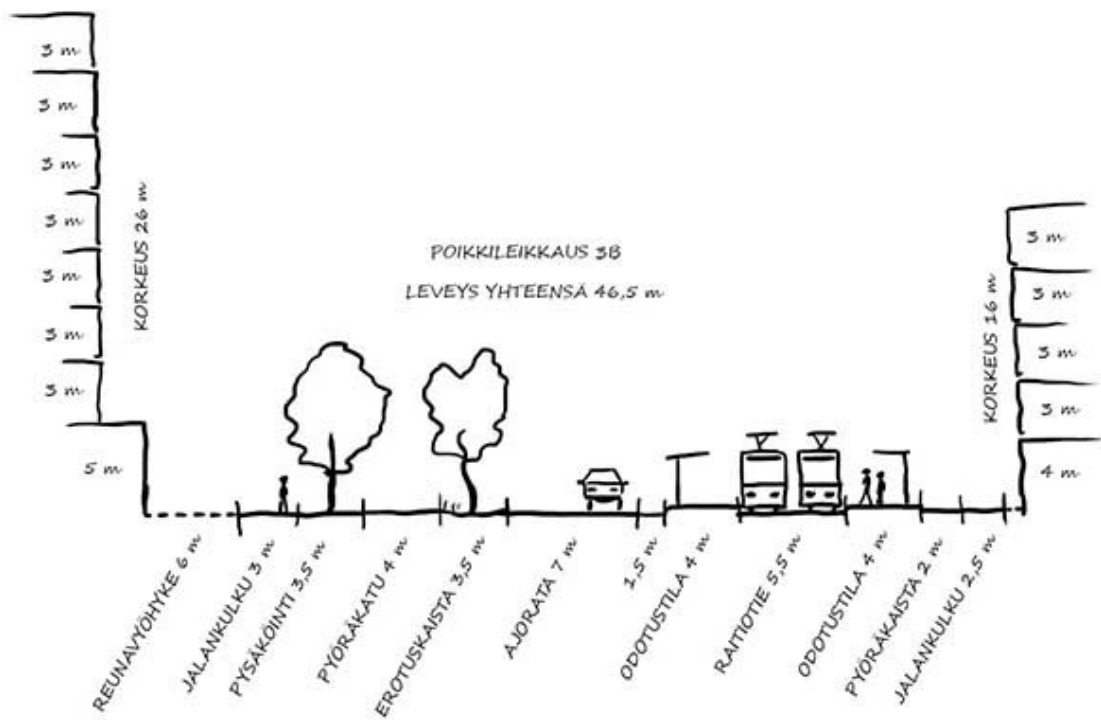 3 m
3 m
3 m
3 m
3 m
3 m
3 m
5 m
KORKEUS 26 m
POIKKILEIKKAUS 3B
LEVEYS YHTEENSÄ 46,5 m
KORKEUS 16 m
3 m
3 m
3 m
3 m
4 m
REUNAVYÖHYKE 6 m
JALANKULKU 3 m
PYSÄKÖINTI 3,5 m
PYÖRÄKATU 4 m
EROTUSKAISTA 3,5 m
AJORATA 7 m
1,5 m
ODOTUSTILA 4 m
RAITIOTIE 5,5 m
ODOTUSTILA 4 m
PYÖRÄKAISTA 2 m
JALANKULKU 2,5 m